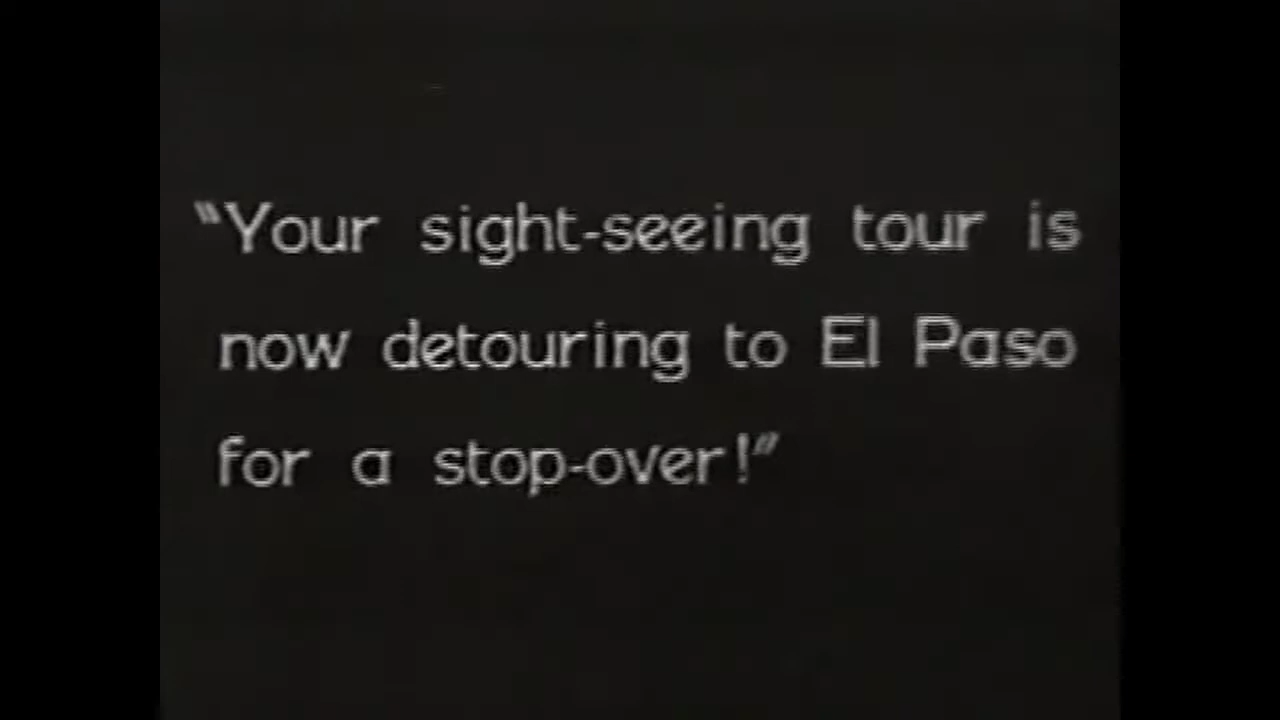 “Your sight-seeing tour is
now detouring to El Paso
for a stop-over!”